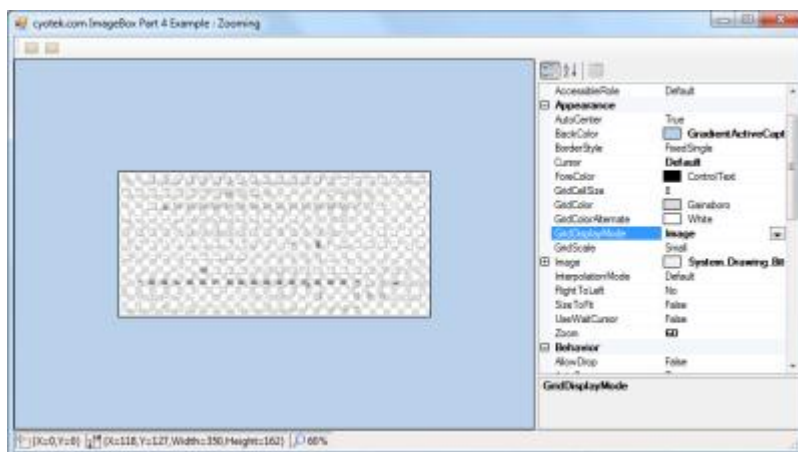 cyotek.com ImageBox Part 4 Example : Zooming
AccessibleRole Default
Appearance
AutoCenter True
BackColor GradientActiveCapt
BorderStyle FixedSingle
Cursor Default
ForeColor ControlText
GridCellSize 8
GridColor Gainsboro
GridColorAlternate White
GridDisplayMode Image
GridScale Small
Image System.Drawing.Bit
InterpolationMode Default
RightToLeft No
SizeToFit False
UseWaitCursor False
Zoom 60
Behavior
AllowDrop False
GridDisplayMode
{X=0,Y=0} {X=118,Y=127,Width=350,Height=162} 60%